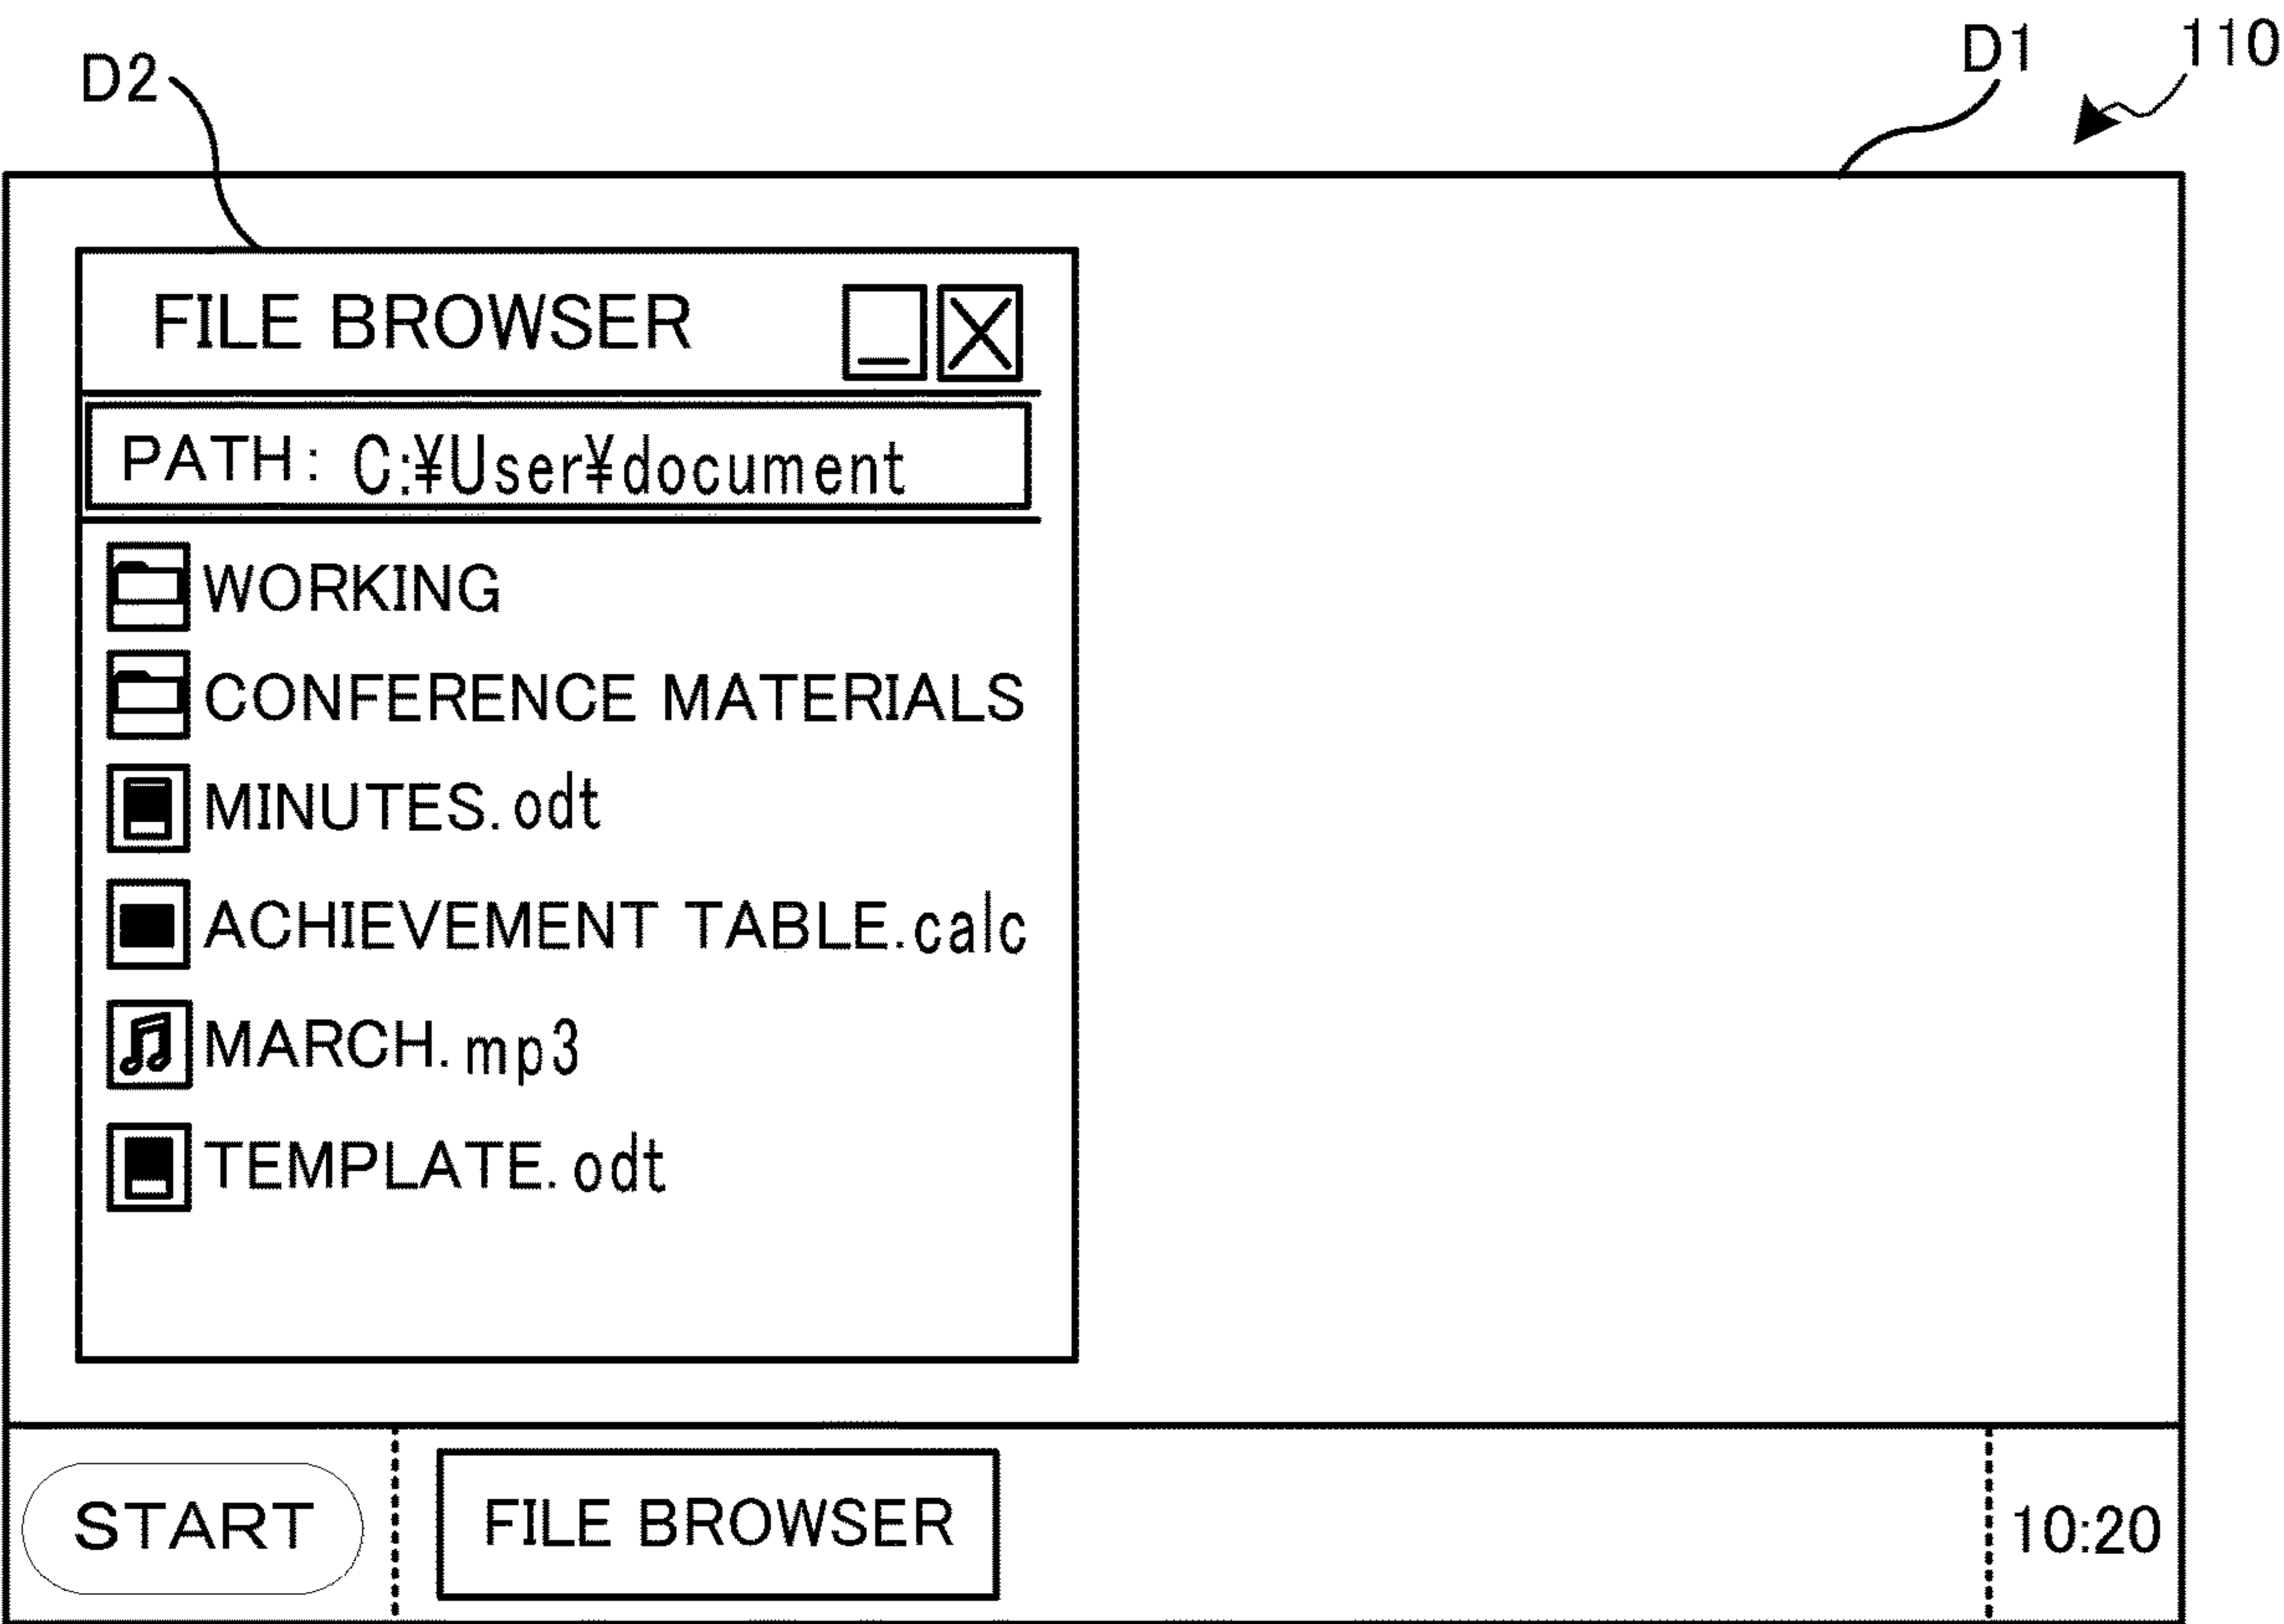 110
D1
D2
FILE BROWSER
PATH: C:¥User¥document
WORKING
CONFERENCE MATERIALS
MINUTES.odt
ACHIEVEMENT TABLE.calc
MARCH.mp3
TEMPLATE.odt
START
FILE BROWSER
10:20